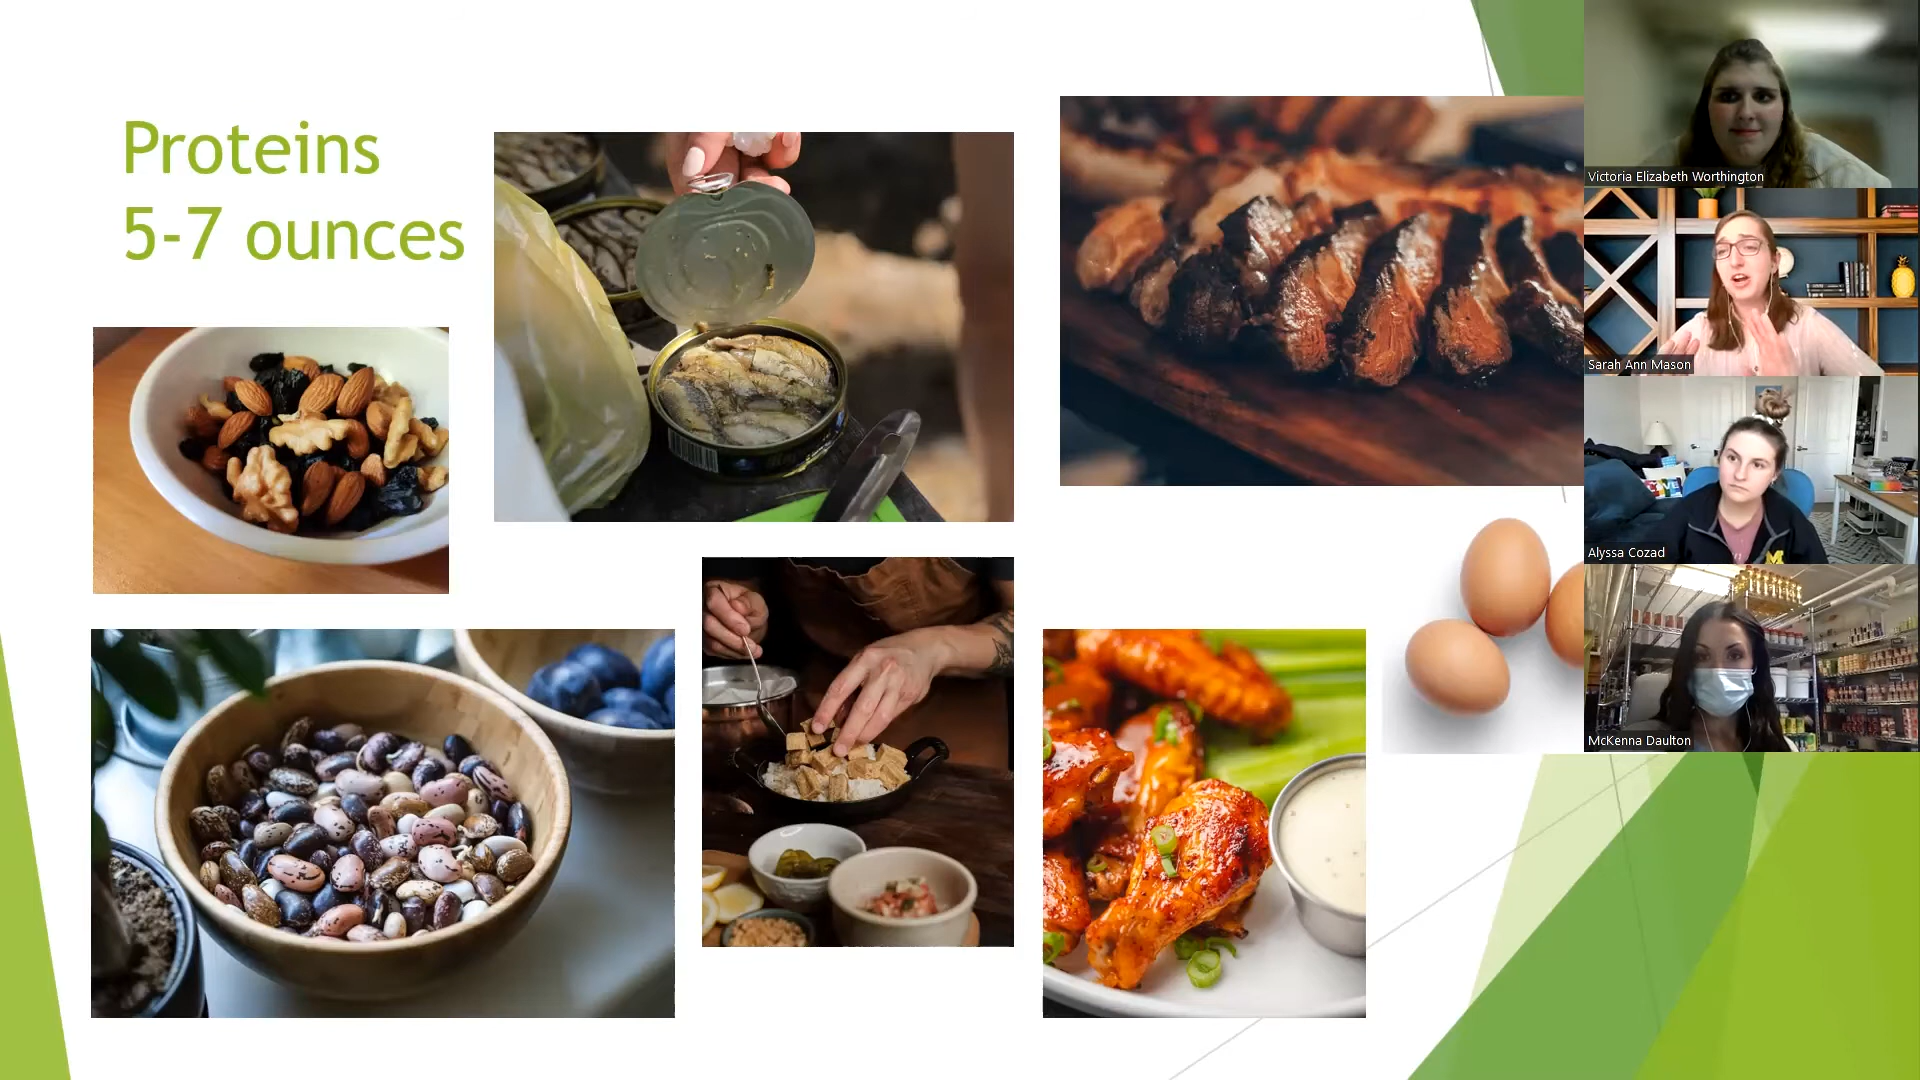 Proteins
5-7 ounces
Victoria Elizabeth Worthington
Sarah Ann Mason
Alyssa Cozad
McKenna Daulton